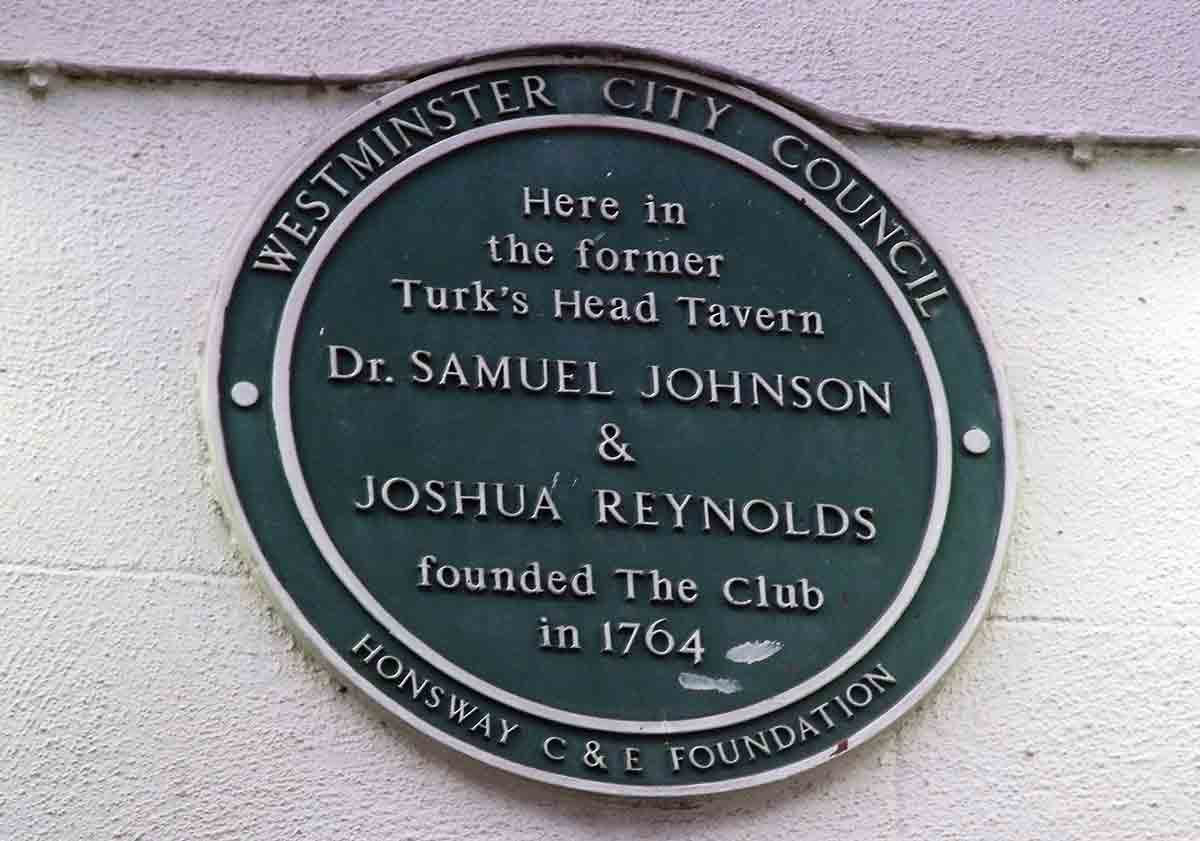 WESTMINSTER CITY COUNCIL
Here in
the former
Turk's Head Tavern
Dr. SAMUEL JOHNSON
&
JOSHUA REYNOLDS
founded The Club
in 1764
HONSWAY C & E FOUNDATION